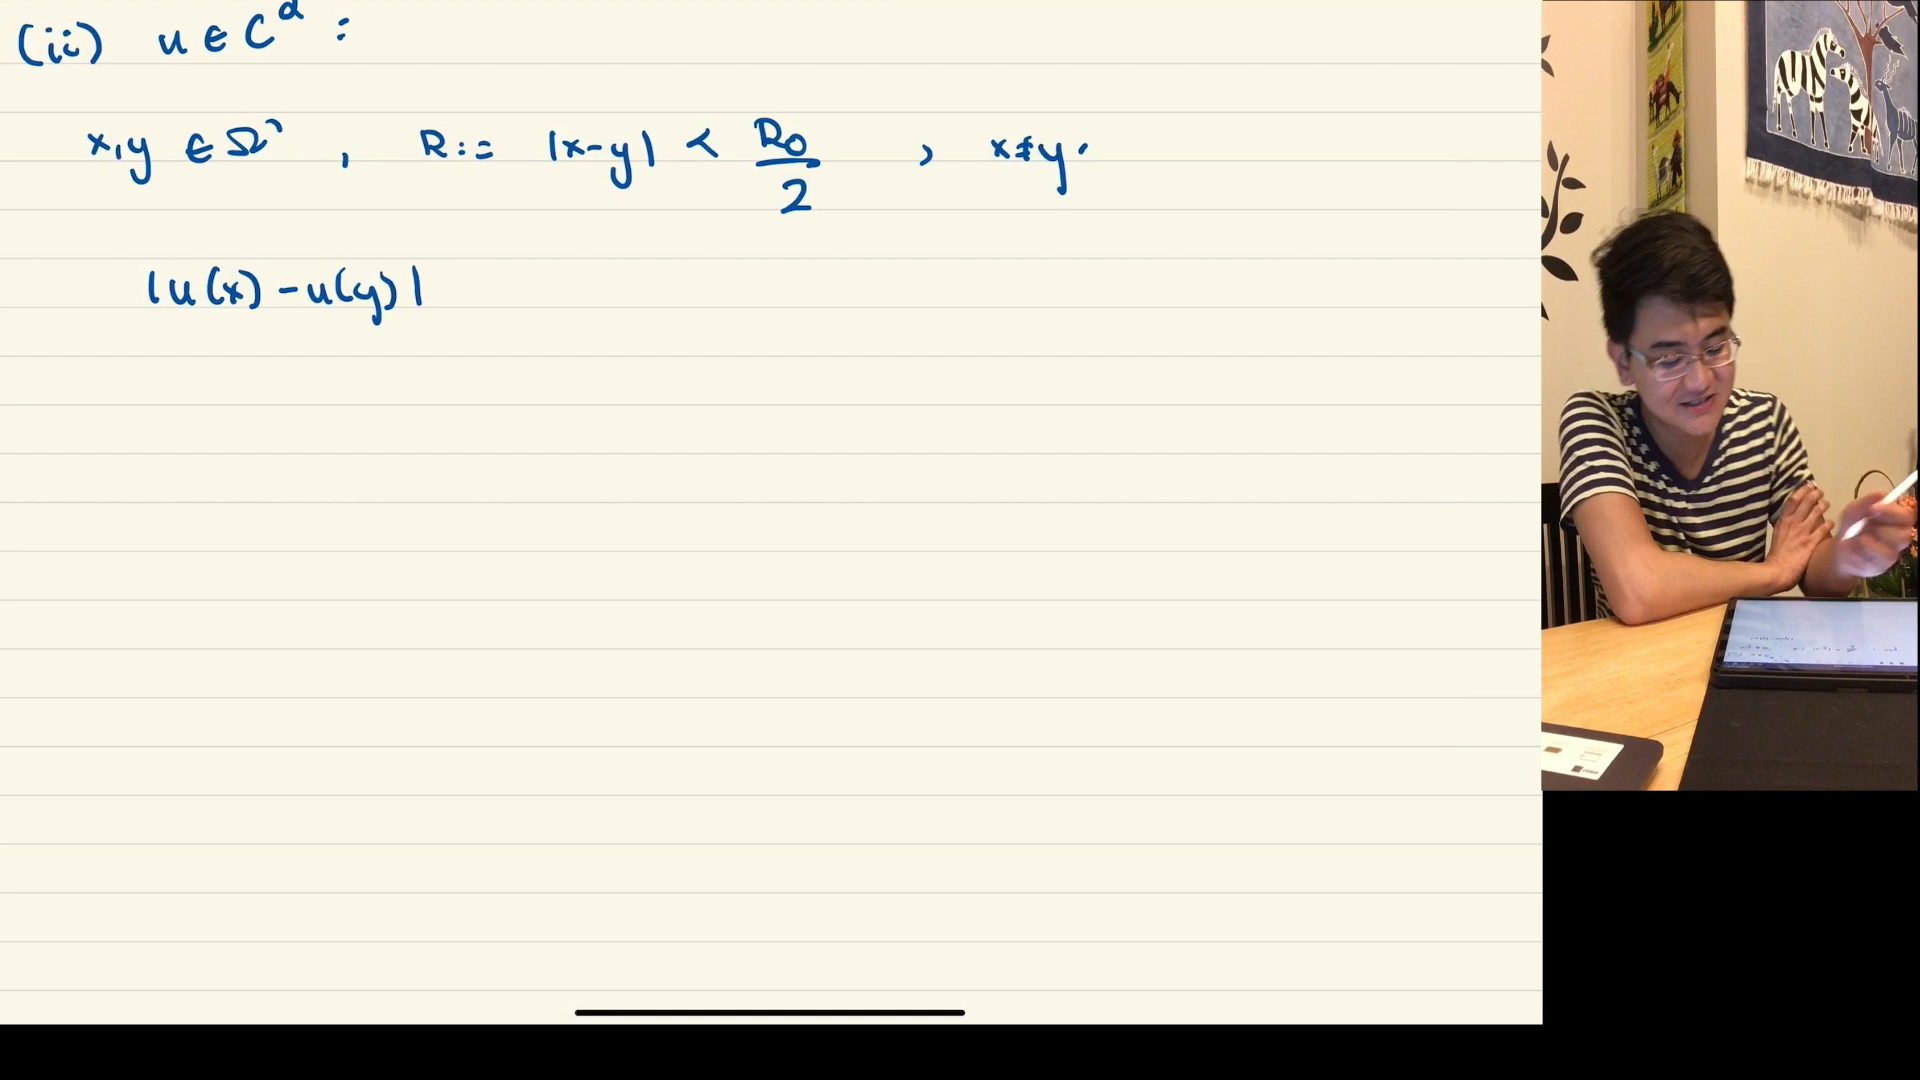 (ii) u ∈ C^α :
x,y ∈ Ω' , R := |x-y| < R₀/2 , x≠y.
|u(x) - u(y)|